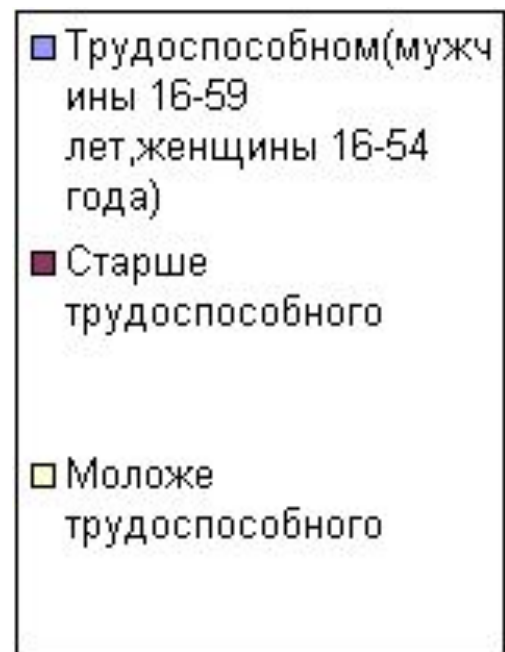 Трудоспособном(мужч
ины 16-59
лет,женщины 16-54
года)
Старше
трудоспособного
Моложе
трудоспособного